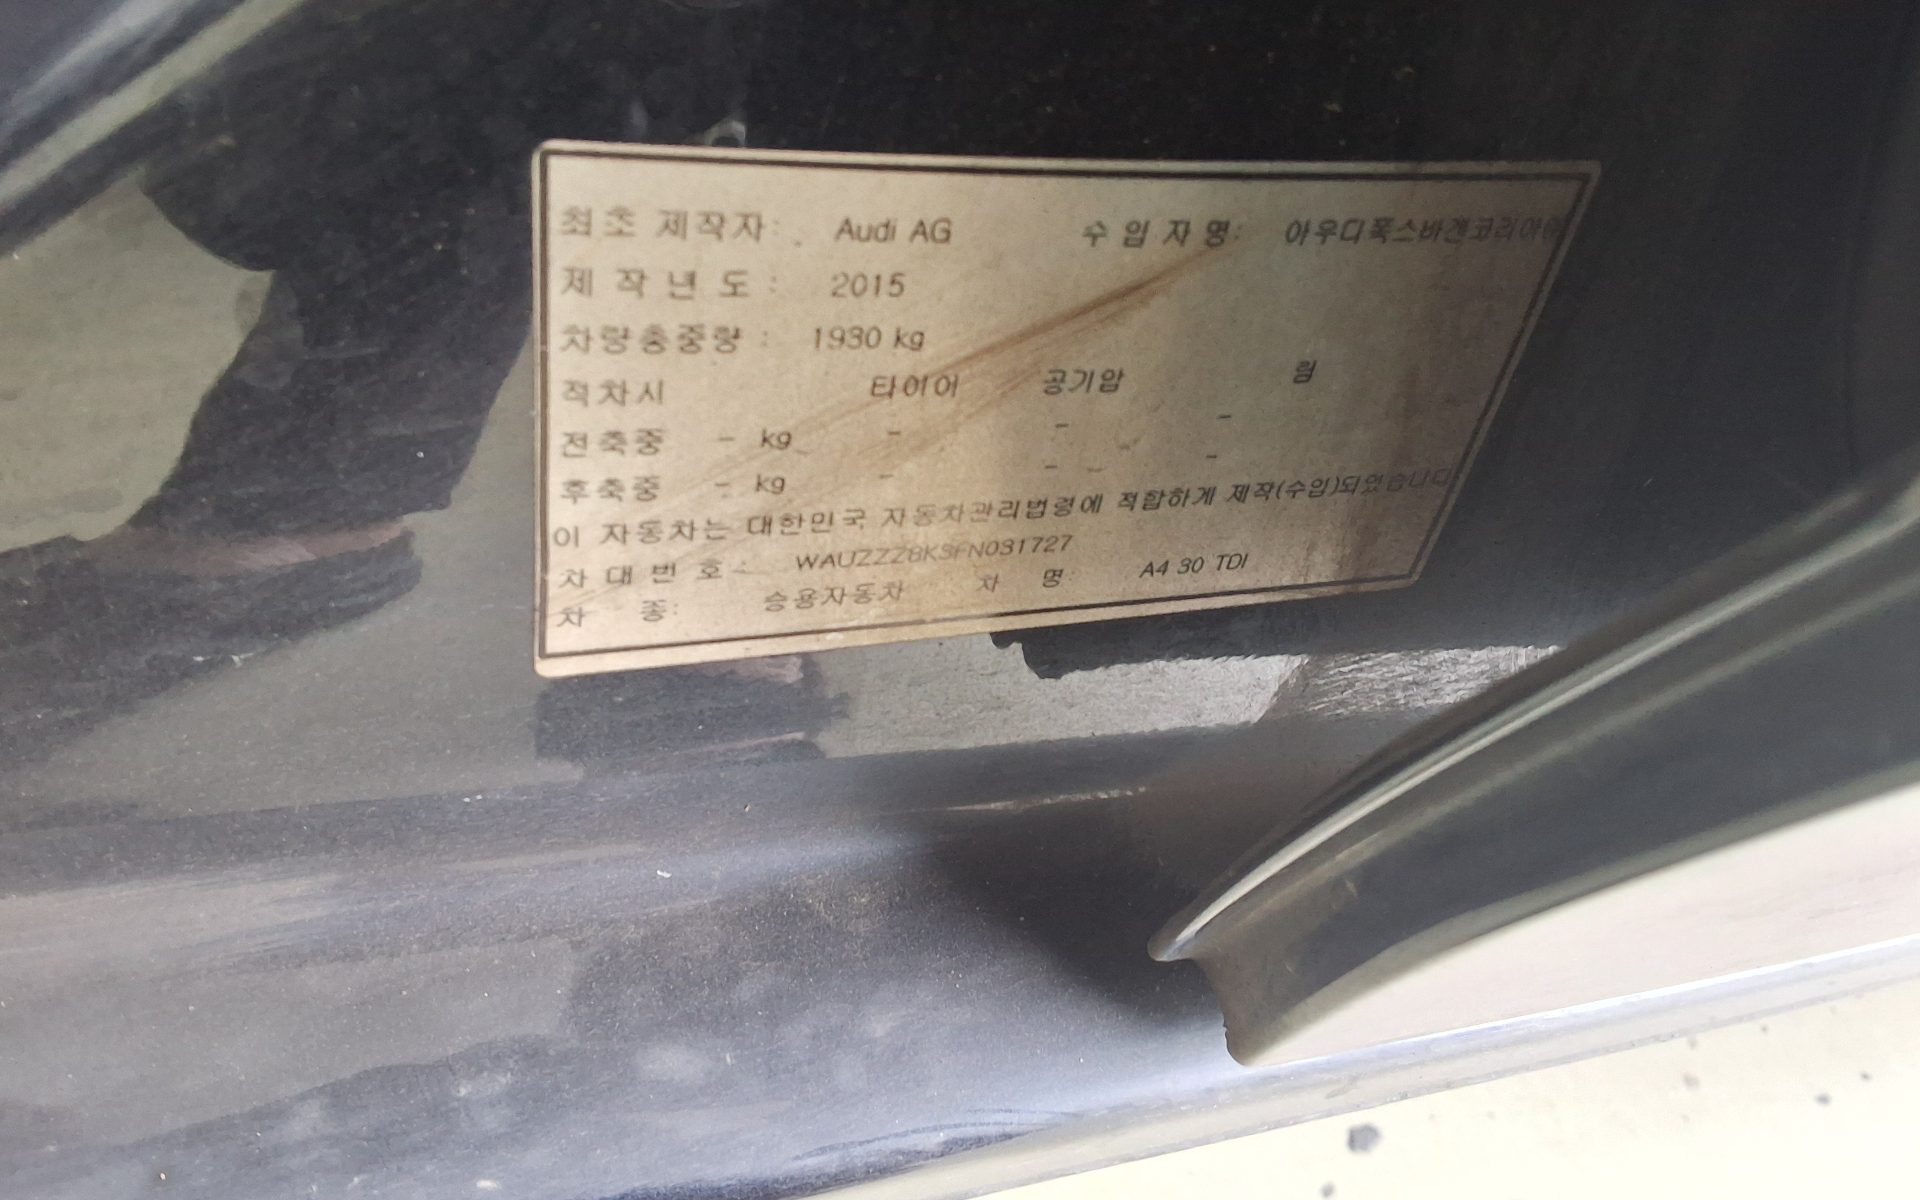 최초 제작자: Audi AG 수 입 자 명: 아우디폭스바겐코리아㈜
제 작 년 도 : 2015
차량총중량 : 1930 kg
적차시 타이어 공기압 림
전축중 - kg - - -
후축중 - kg - - -
이 자동차는 대한민국 자동차관리법령에 적합하게 제작(수입)되었습니다
차 대 번 호 : WAUZZZ8K3FN031727
차 종: 승용자동차 차 명: A4 30 TDI